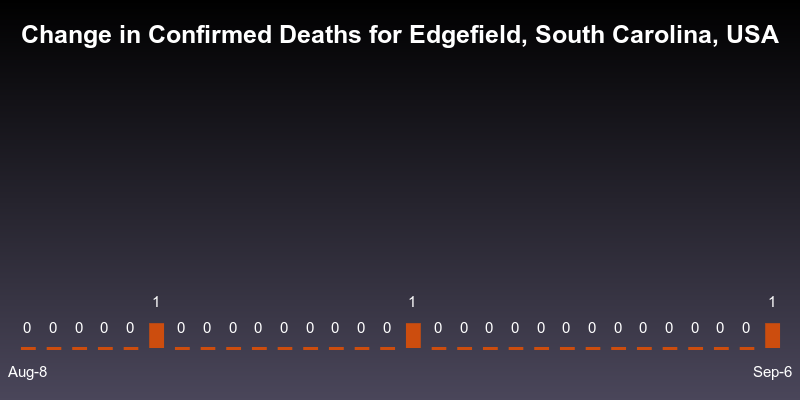 Change in Confirmed Deaths for Edgefield, South Carolina, USA
0 0 0 0 0 1 0 0 0 0 0 0 0 0 0 1 0 0 0 0 0 0 0 0 0 0 0 0 0 1
Aug-8 Sep-6